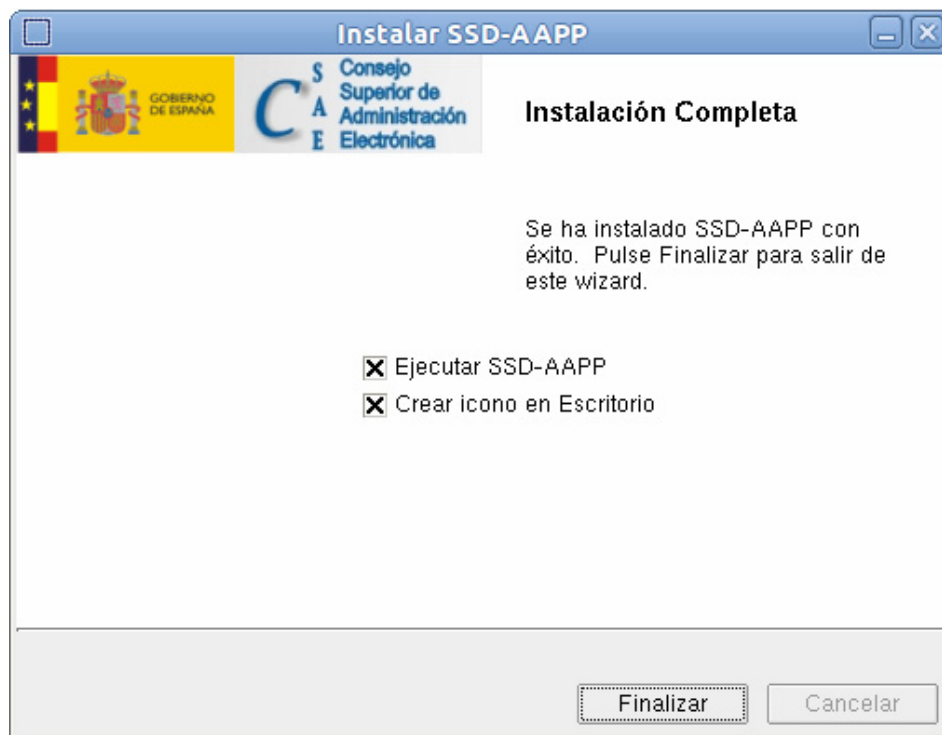 Instalar SSD-AAPP
GOBIERNO
DE ESPAÑA
C
S
A
E
Consejo
Superior de
Administración
Electrónica
Instalación Completa
Se ha instalado SSD-AAPP con
éxito.  Pulse Finalizar para salir de
este wizard.
Ejecutar SSD-AAPP
Crear icono en Escritorio
Finalizar
Cancelar